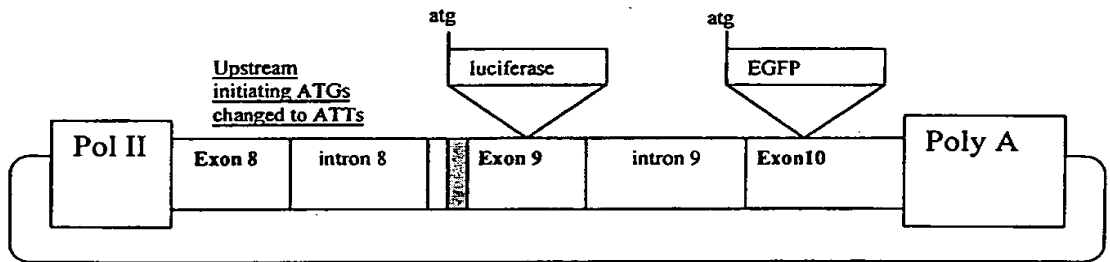 atg
atg
luciferase
EGFP
Upstream
initiating ATGs
changed to ATTs
Pol II
Exon 8
intron 8
Exon 9
intron 9
Exon10
Poly A